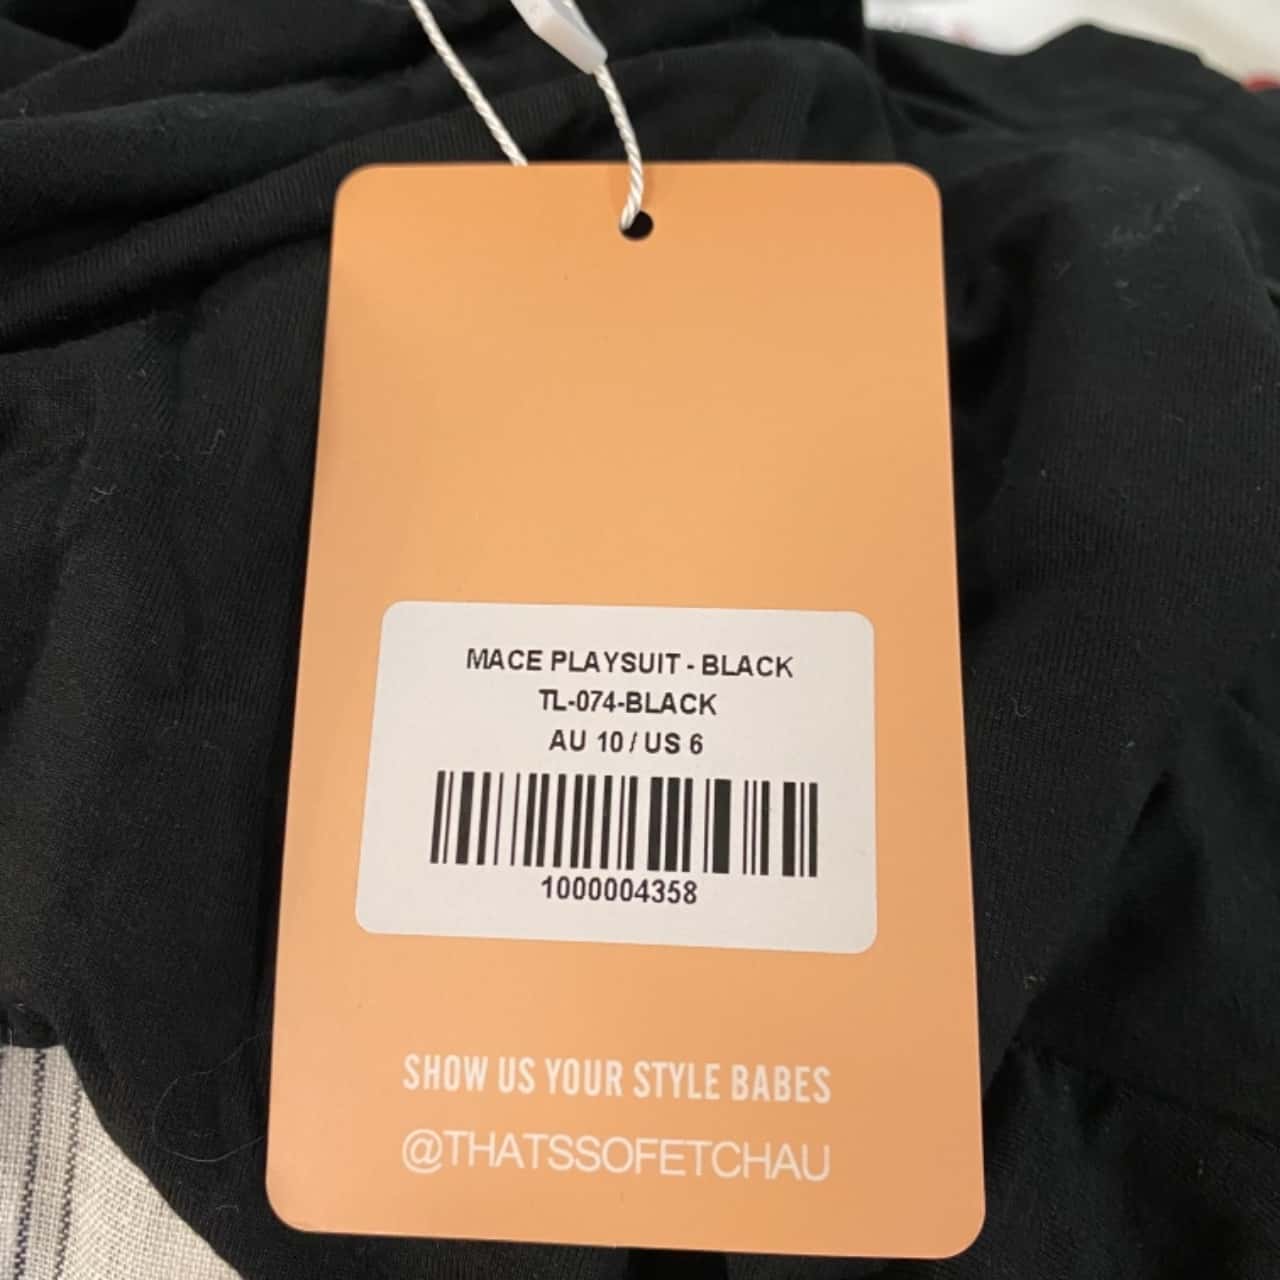 MACE PLAYSUIT - BLACK
TL-074-BLACK
AU 10 / US 6
1000004358
SHOW US YOUR STYLE BABES
@THATSSOFETCHAU